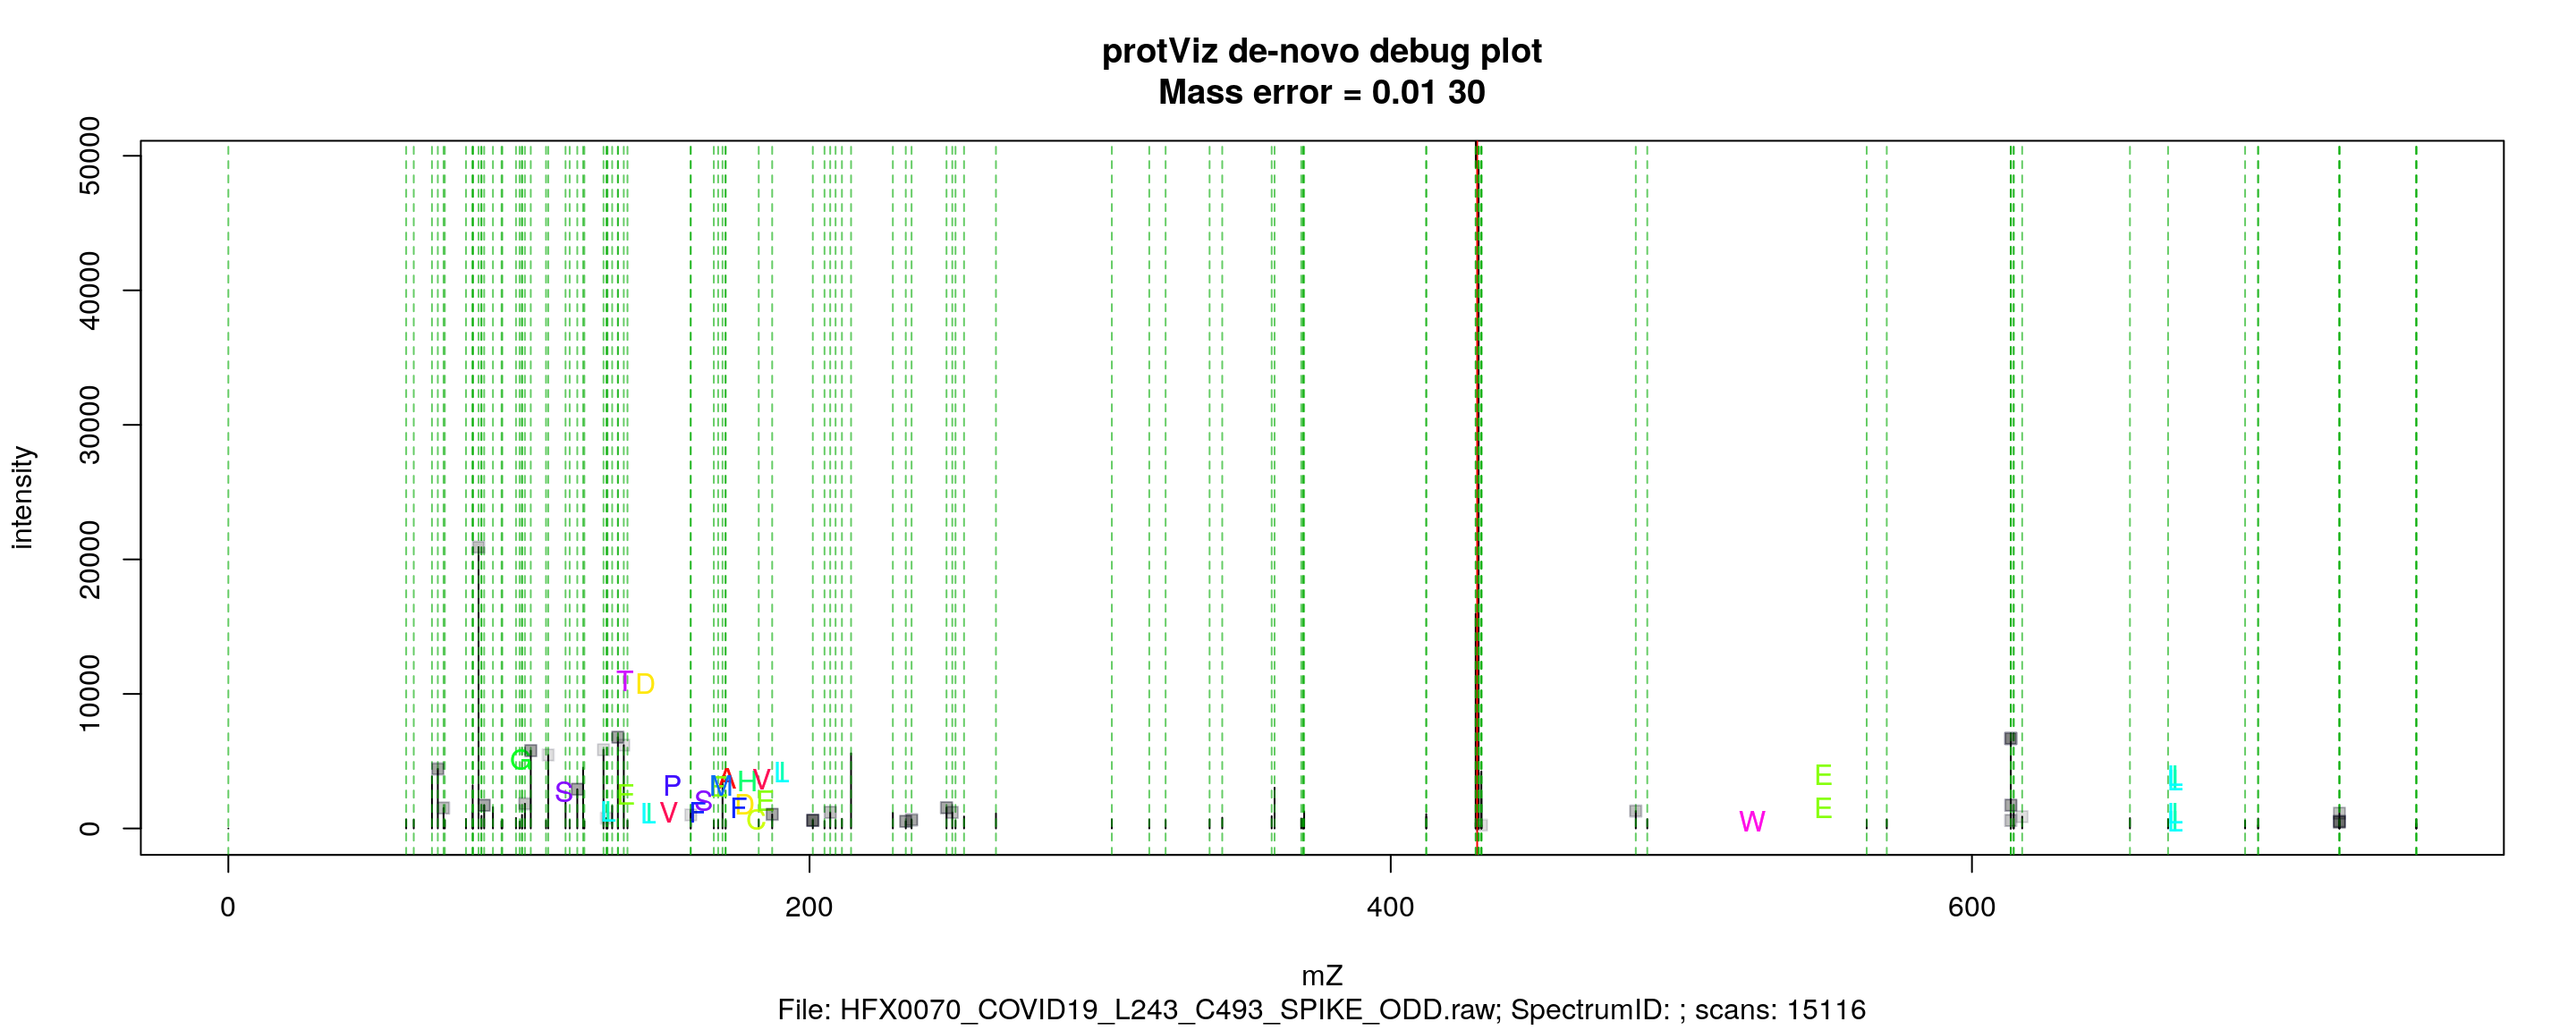 protViz de-novo debug plot
Mass error = 0.01 30
intensity
50000
40000
30000
20000
10000
0
T D
G
S E P S M A H V L
L L V F F D E C
W E E L L
0 200 400 600
mZ
File: HFX0070_COVID19_L243_C493_SPIKE_ODD.raw; SpectrumID: ; scans: 15116